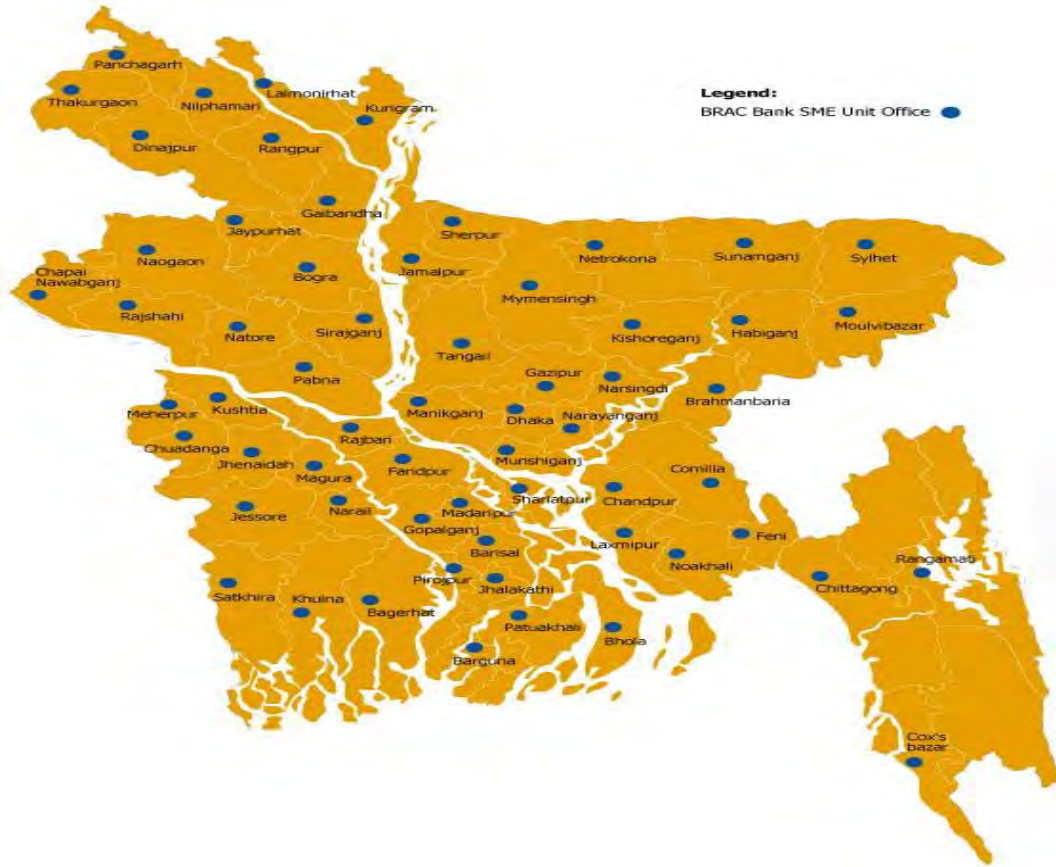 Panchagarh
Legend:
BRAC Bank SME Unit Office
Thakurgaon
Nilphamari
Lalmonirhat
Kurigram
Dinajpur
Rangpur
Gaibandha
Jaypurhat
Sherpur
Naogaon
Bogra
Jamalpur
Netrokona
Sunamganj
Sylhet
Chapai
Nawabganj
Rajshahi
Mymensingh
Natore
Sirajganj
Kishoreganj
Habiganj
Moulvibazar
Tangail
Pabna
Gazipur
Narsingdi
Meherpur
Kushtia
Manikganj
Dhaka
Narayanganj
Brahmanbaria
Chuadanga
Rajbari
Jhenaidah
Magura
Faridpur
Munshiganj
Comilla
Jessore
Narail
Madaripur
Shariatpur
Chandpur
Gopalganj
Barisal
Laxmipur
Feni
Noakhali
Rangamati
Pirojpur
Jhalakathi
Chittagong
Satkhira
Khulna
Bagerhat
Patuakhali
Bhola
Barguna
Cox's
bazar